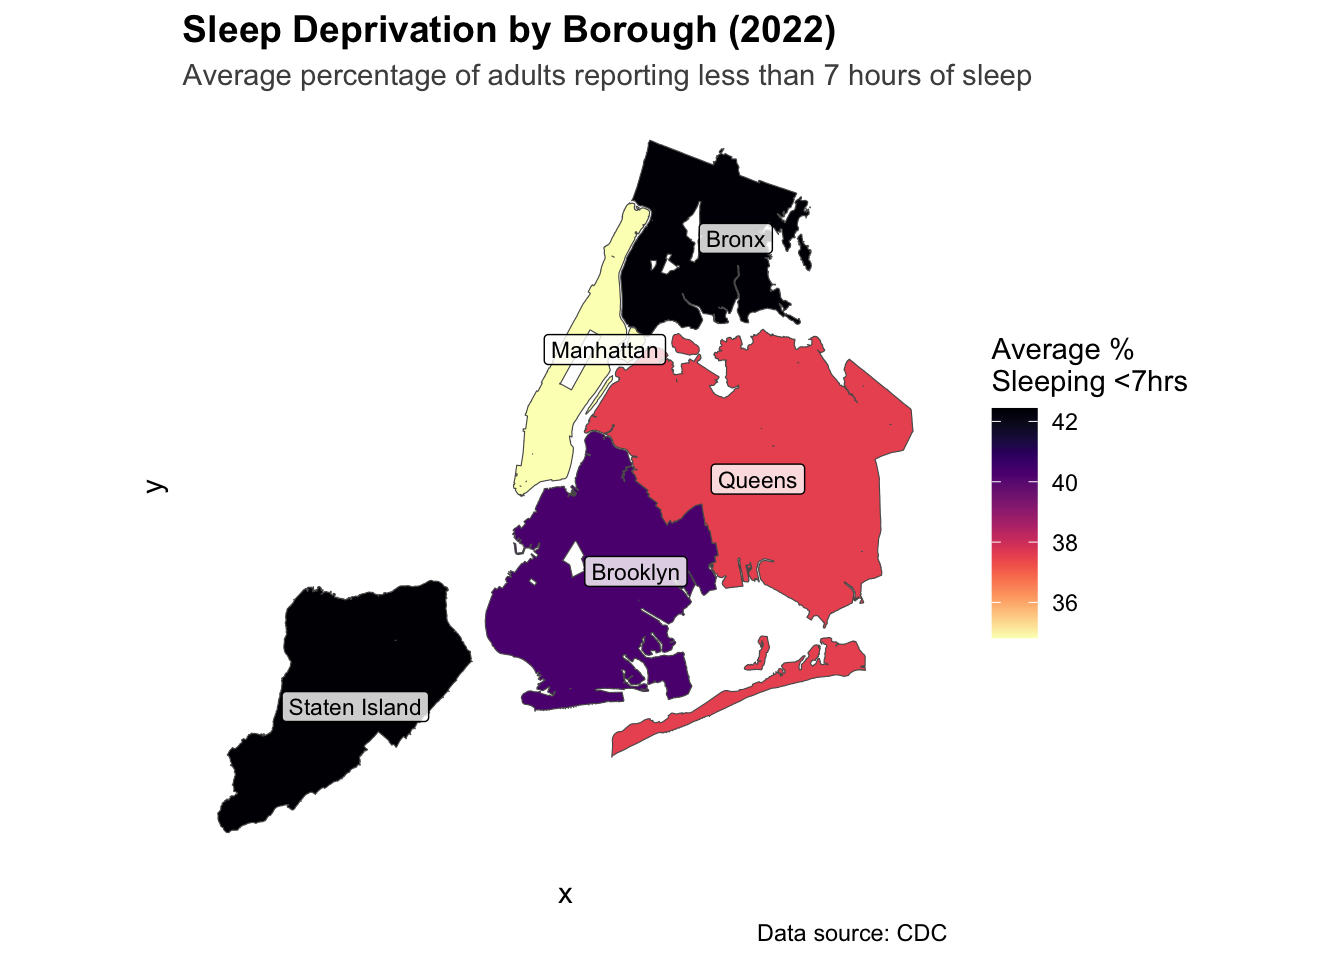 Sleep Deprivation by Borough (2022)
Average percentage of adults reporting less than 7 hours of sleep
Bronx
Manhattan
Queens
Brooklyn
Staten Island
Average %
Sleeping <7hrs
42
40
38
36
y
x
Data source: CDC